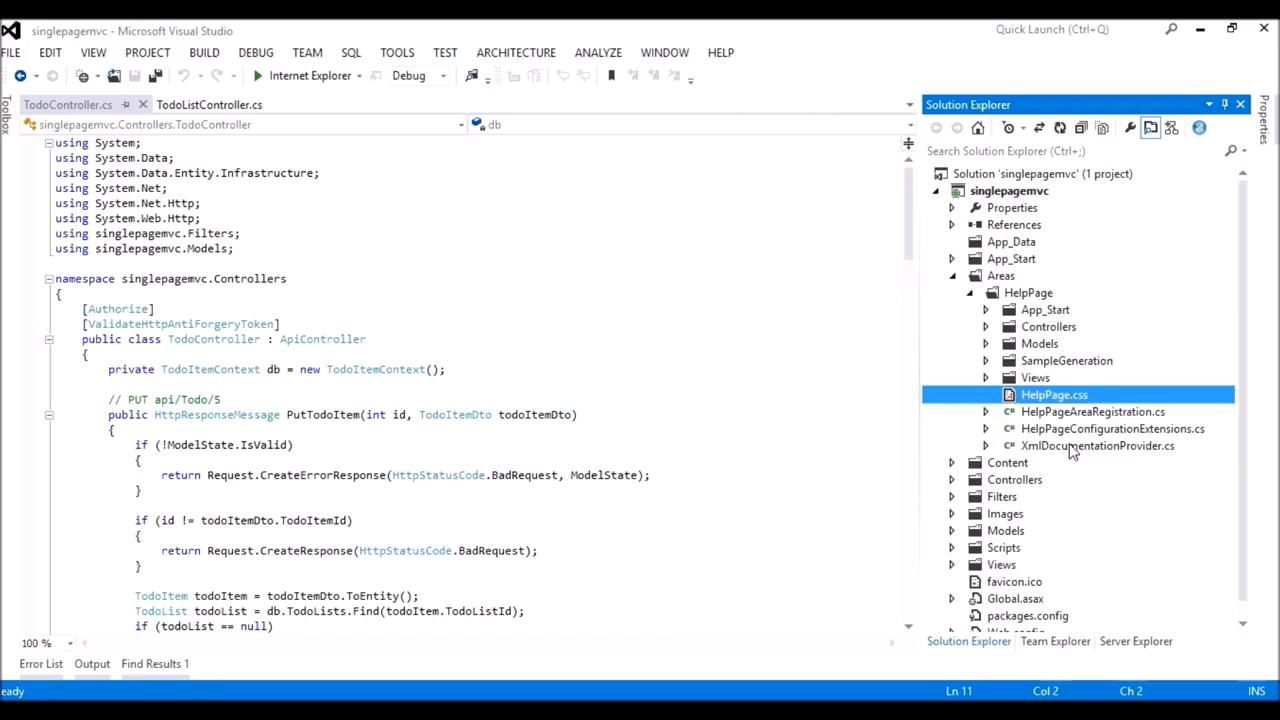 singlepagemvc - Microsoft Visual Studio
Quick Launch (Ctrl+Q)
FILE EDIT VIEW PROJECT BUILD DEBUG TEAM SQL TOOLS TEST ARCHITECTURE ANALYZE WINDOW HELP
Internet Explorer Debug
Toolbox
TodoController.cs TodoListController.cs
singlepagemvc.Controllers.TodoController db
using System;
using System.Data;
using System.Data.Entity.Infrastructure;
using System.Net;
using System.Net.Http;
using System.Web.Http;
using singlepagemvc.Filters;
using singlepagemvc.Models;
namespace singlepagemvc.Controllers
{
[Authorize]
[ValidateHttpAntiForgeryToken]
public class TodoController : ApiController
{
private TodoItemContext db = new TodoItemContext();
// PUT api/Todo/5
public HttpResponseMessage PutTodoItem(int id, TodoItemDto todoItemDto)
{
if (!ModelState.IsValid)
{
return Request.CreateErrorResponse(HttpStatusCode.BadRequest, ModelState);
}
if (id != todoItemDto.TodoItemId)
{
return Request.CreateResponse(HttpStatusCode.BadRequest);
}
TodoItem todoItem = todoItemDto.ToEntity();
TodoList todoList = db.TodoLists.Find(todoItem.TodoListId);
if (todoList == null)
100 %
Solution Explorer
Search Solution Explorer (Ctrl+;)
Solution 'singlepagemvc' (1 project)
singlepagemvc
Properties
References
App_Data
App_Start
Areas
HelpPage
App_Start
Controllers
Models
SampleGeneration
Views
HelpPage.css
HelpPageAreaRegistration.cs
HelpPageConfigurationExtensions.cs
XmlDocumentationProvider.cs
Content
Controllers
Filters
Images
Models
Scripts
Views
favicon.ico
Global.asax
packages.config
Web.config
Solution Explorer Team Explorer Server Explorer
Properties
Error List Output Find Results 1
eady Ln 11 Col 2 Ch 2 INS